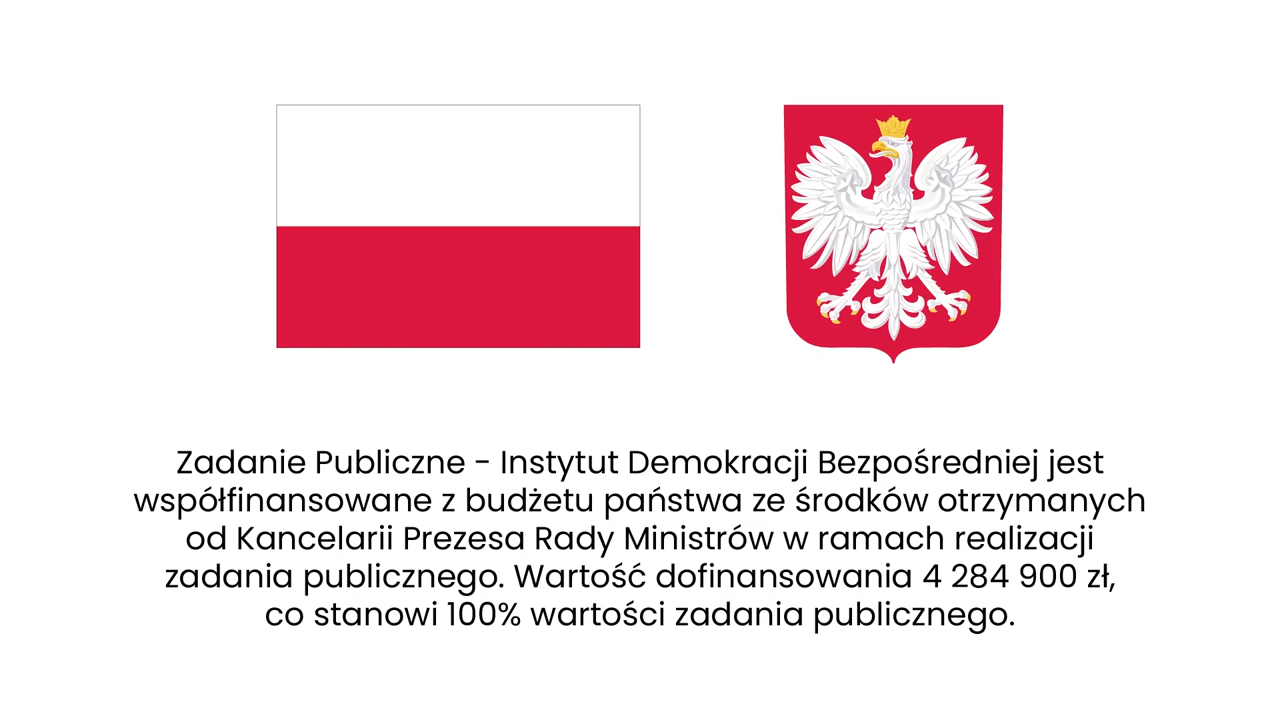 Zadanie Publiczne - Instytut Demokracji Bezpośredniej jest
współfinansowane z budżetu państwa ze środków otrzymanych
od Kancelarii Prezesa Rady Ministrów w ramach realizacji
zadania publicznego. Wartość dofinansowania 4 284 900 zł,
co stanowi 100% wartości zadania publicznego.